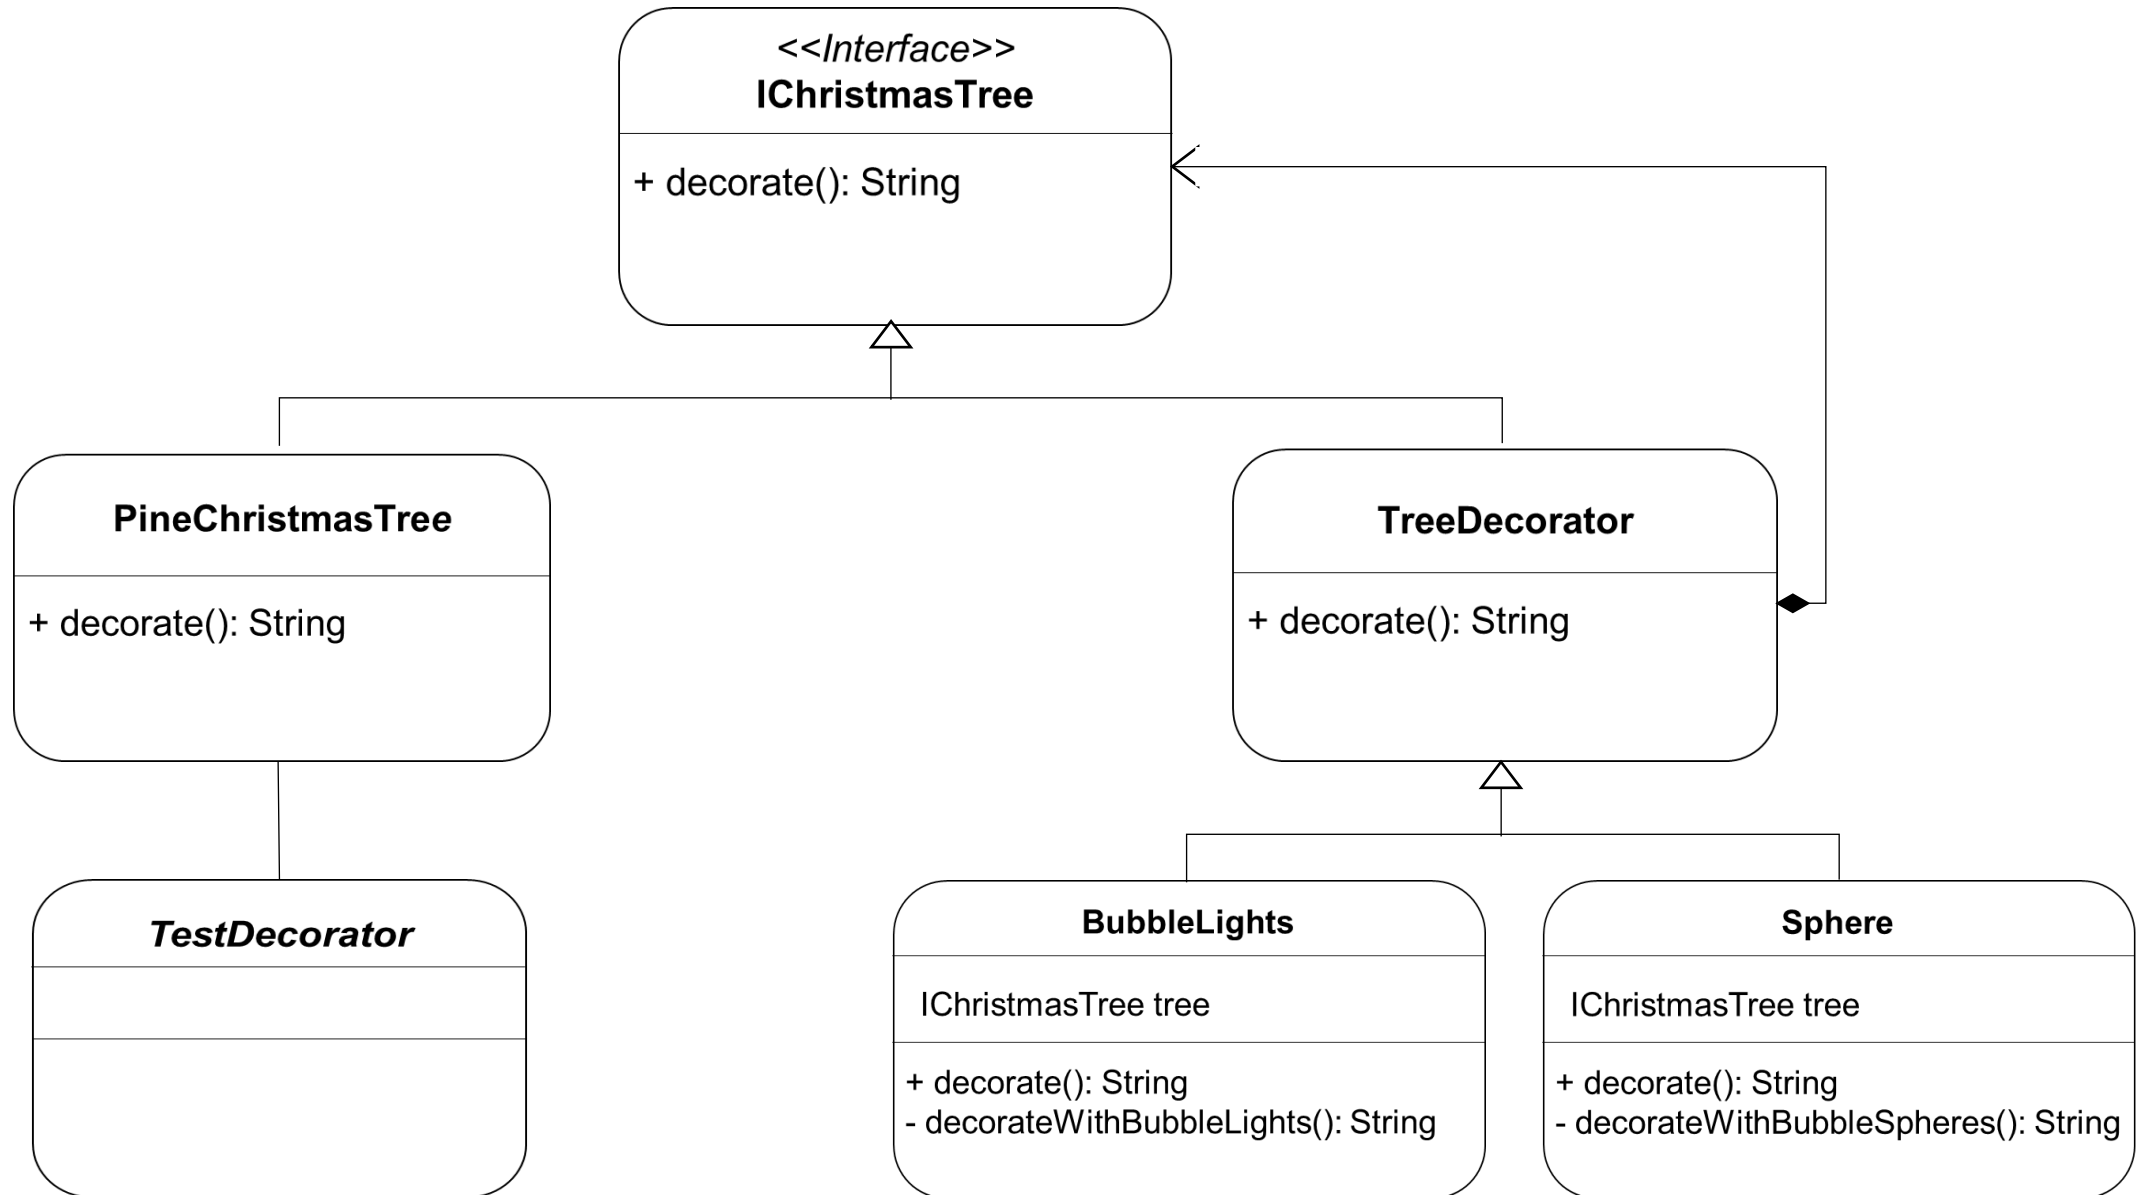 <<Interface>>
IChristmasTree
+ decorate(): String
PineChristmasTree
+ decorate(): String
TreeDecorator
+ decorate(): String
TestDecorator
BubbleLights
IChristmasTree tree
+ decorate(): String
- decorateWithBubbleLights(): String
Sphere
IChristmasTree tree
+ decorate(): String
- decorateWithBubbleSpheres(): String